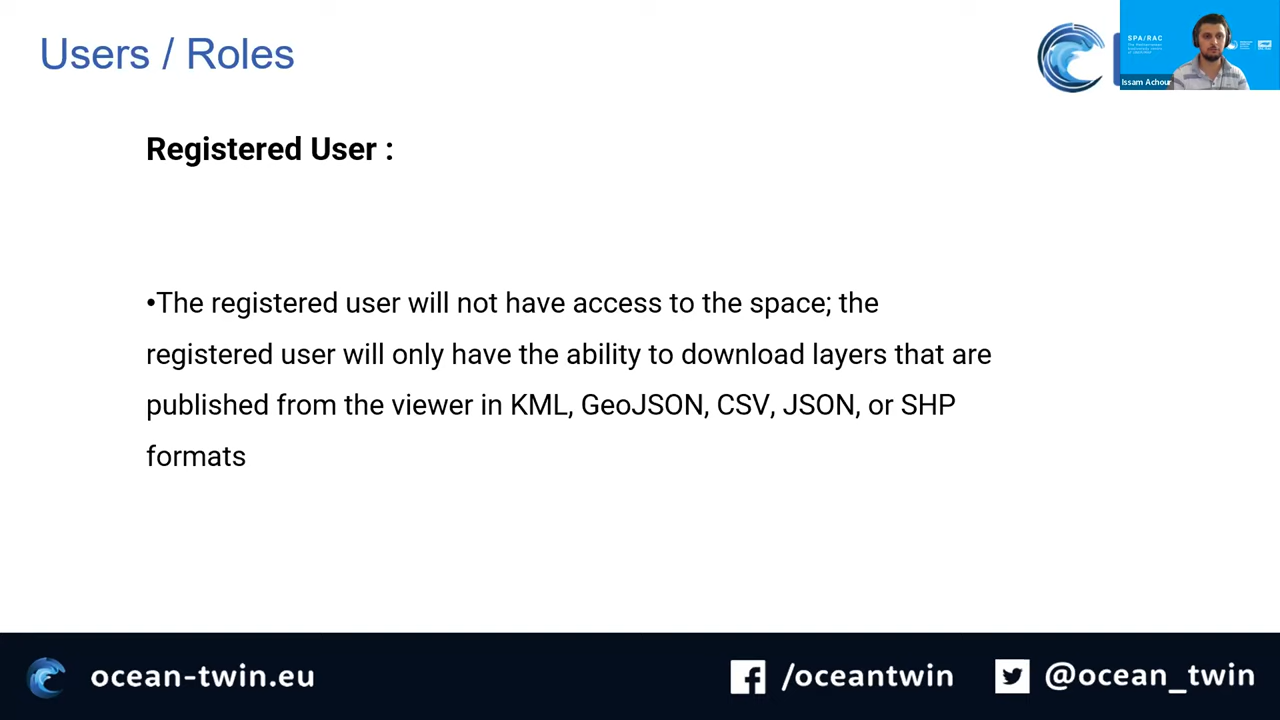 Users / Roles
SPA/RAC
Issam Achour
Registered User :
•The registered user will not have access to the space; the
registered user will only have the ability to download layers that are
published from the viewer in KML, GeoJSON, CSV, JSON, or SHP
formats
ocean-twin.eu
/oceantwin
@ocean_twin